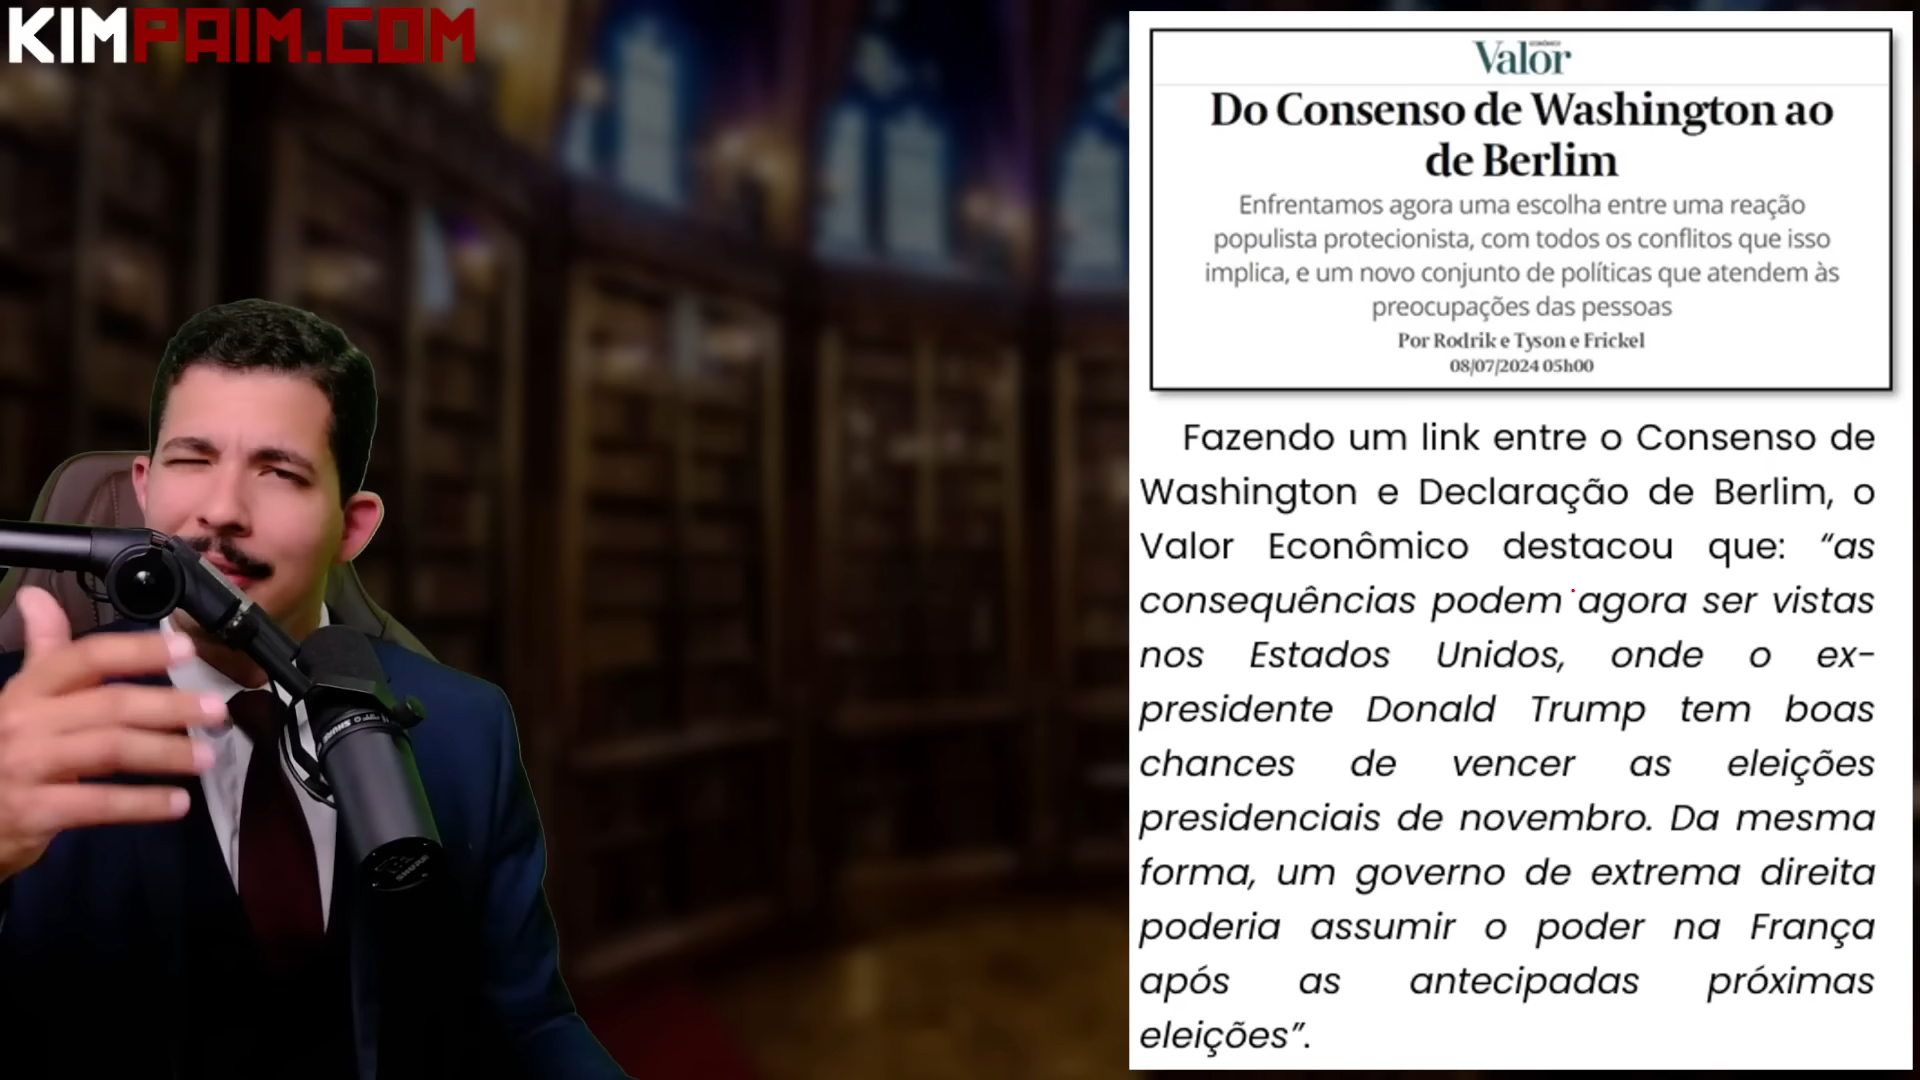 KIMPAIM.COM
Valor
Do Consenso de Washington ao
de Berlim
Enfrentamos agora uma escolha entre uma reação
populista protecionista, com todos os conflitos que isso
implica, e um novo conjunto de políticas que atendem às
preocupações das pessoas
Por Rodrik e Tyson e Frickel
08/07/2024 05h00
Fazendo um link entre o Consenso de
Washington e Declaração de Berlim, o
Valor Econômico destacou que: “as
consequências podem agora ser vistas
nos Estados Unidos, onde o ex-
presidente Donald Trump tem boas
chances de vencer as eleições
presidenciais de novembro. Da mesma
forma, um governo de extrema direita
poderia assumir o poder na França
após as antecipadas próximas
eleições”.